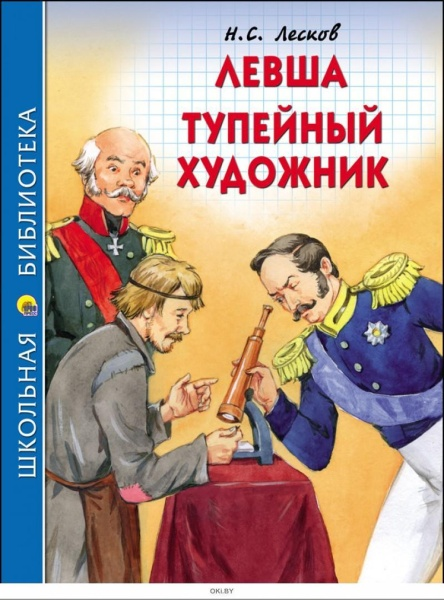 Н.С. Лесков
ЛЕВША
ТУПЕЙНЫЙ
ХУДОЖНИК
ШКОЛЬНАЯ БИБЛИОТЕКА
OKI.BY